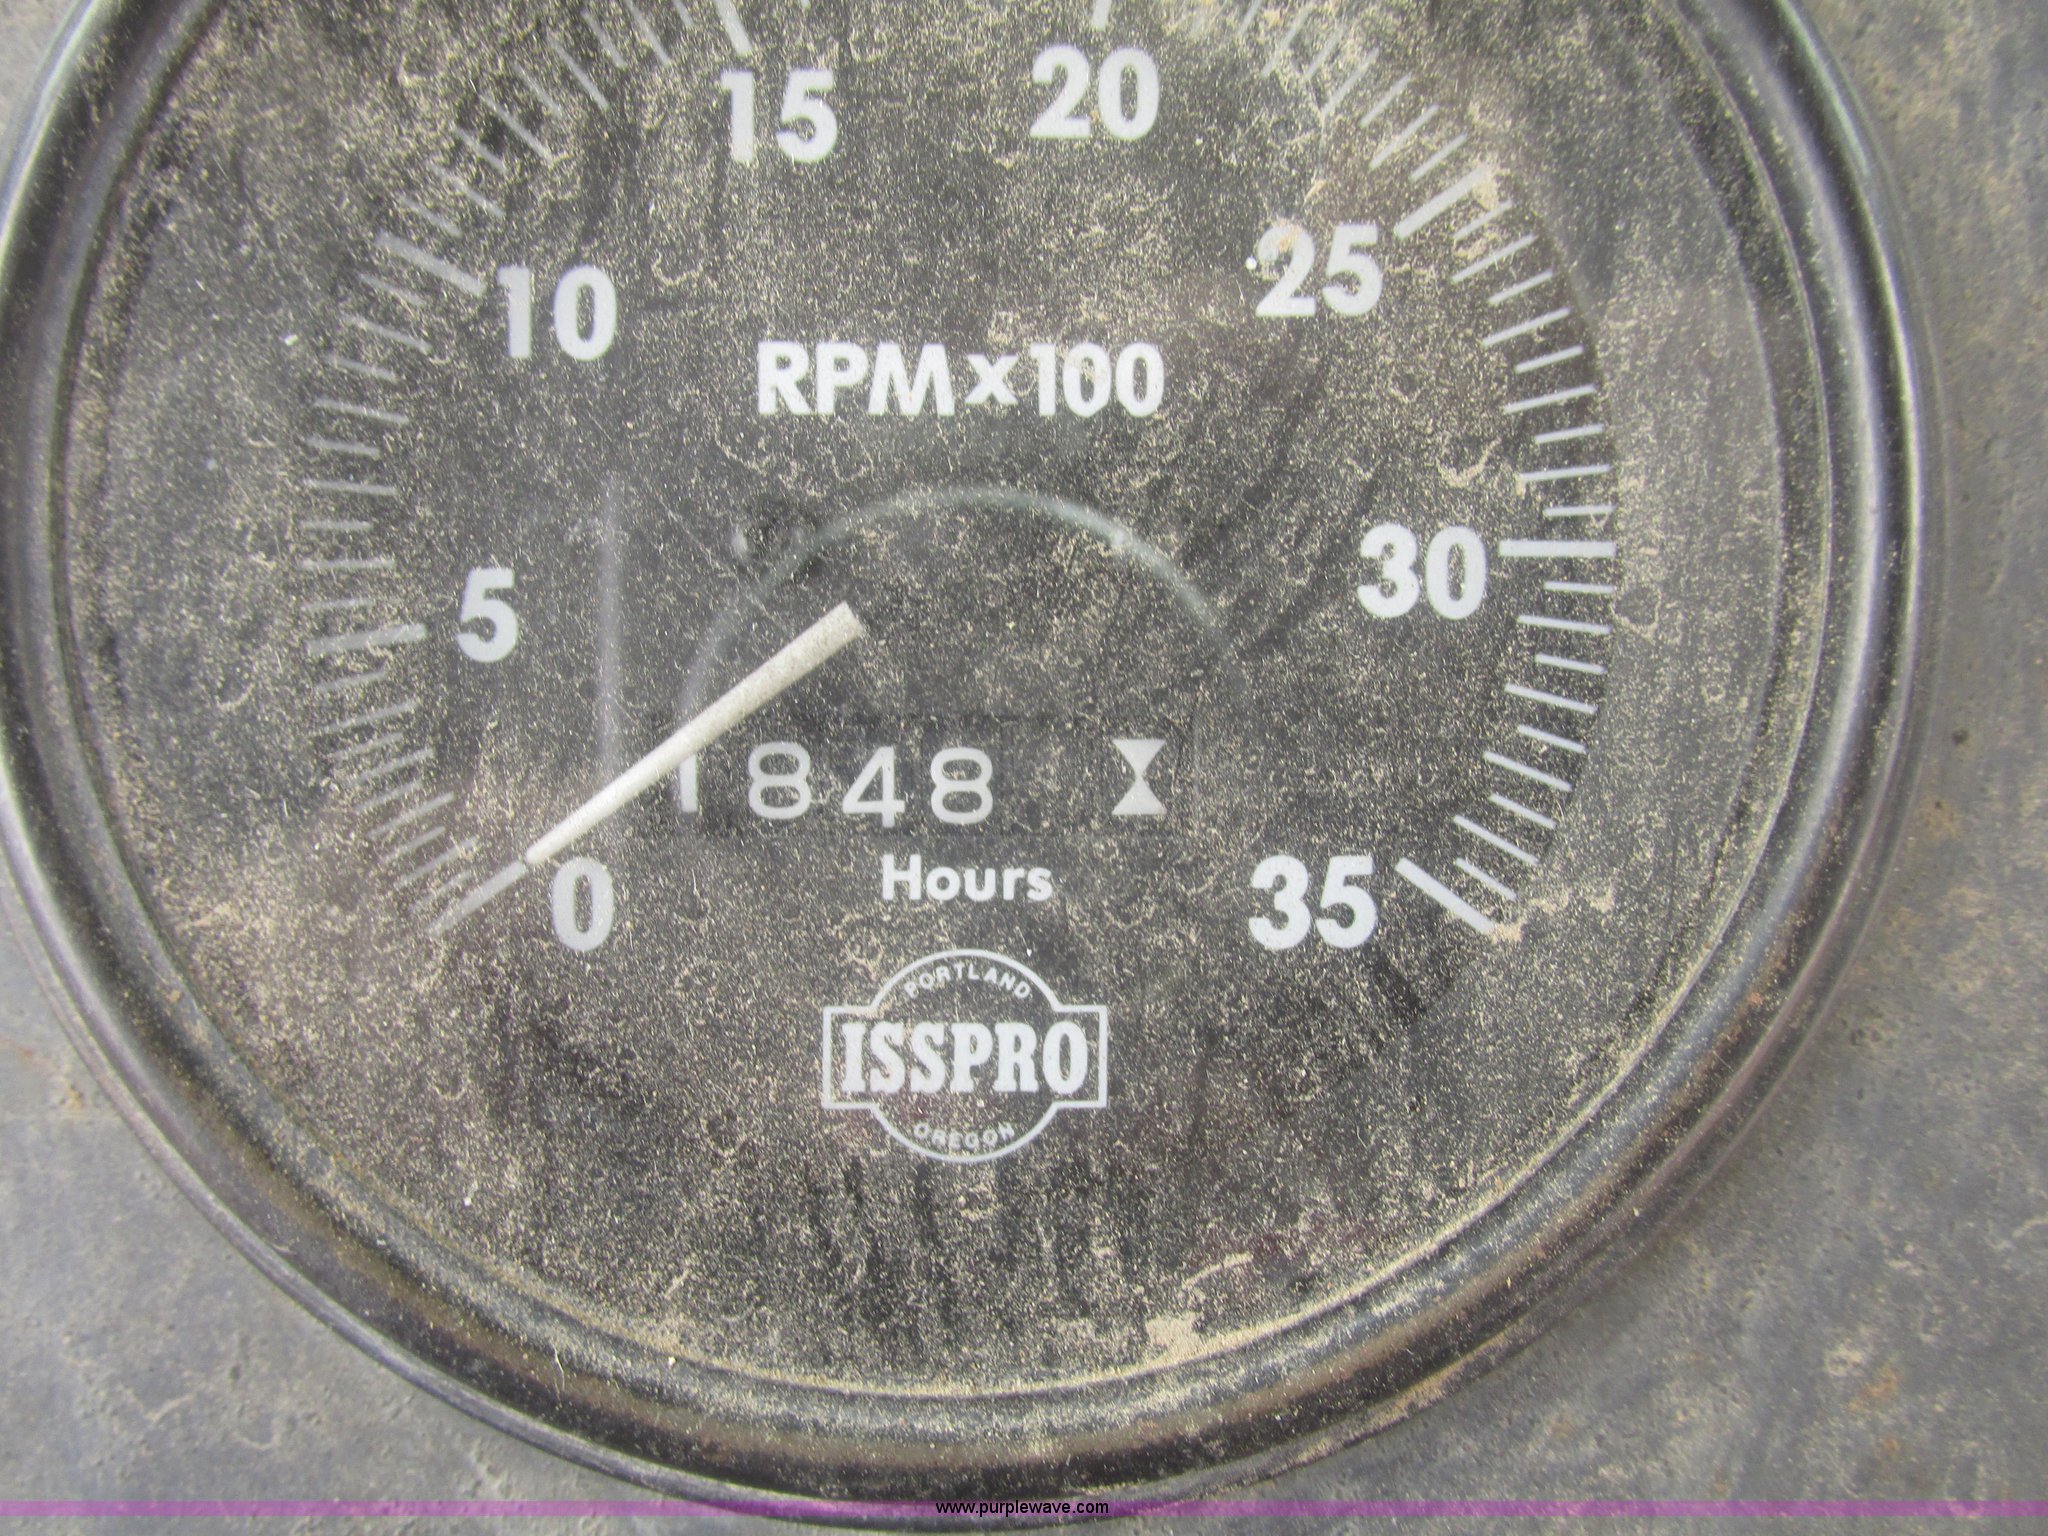 15 20
10 25
RPM x 100
5 30
1848
Hours
0 35
PORTLAND
ISSPRO
OREGON
www.purplewave.com